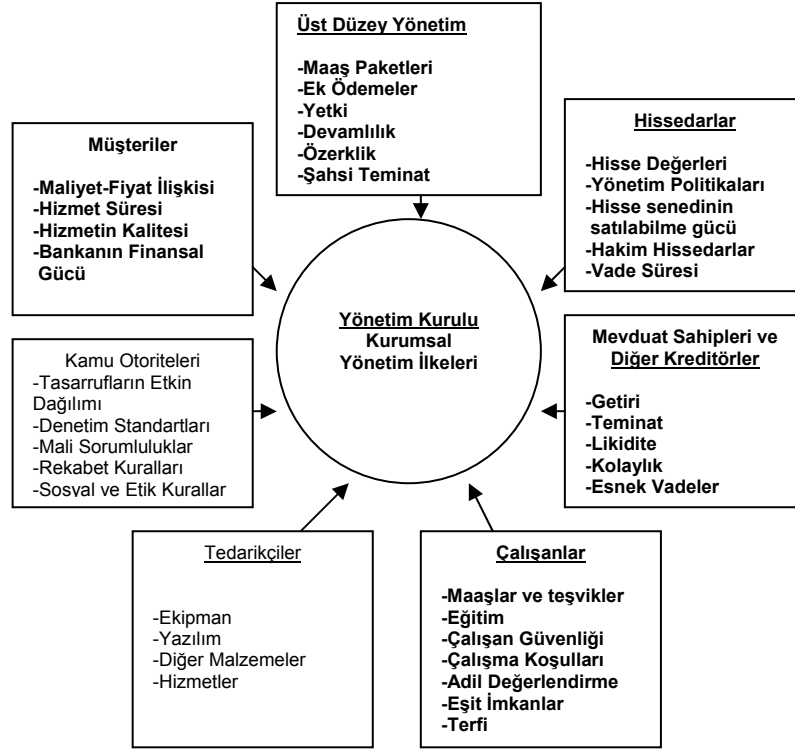 Üst Düzey Yönetim
-Maaş Paketleri
-Ek Ödemeler
-Yetki
-Devamlılık
-Özerklik
-Şahsi Teminat
Müşteriler
-Maliyet-Fiyat İlişkisi
-Hizmet Süresi
-Hizmetin Kalitesi
-Bankanın Finansal
Gücü
Hissedarlar
-Hisse Değerleri
-Yönetim Politikaları
-Hisse senedinin
satılabilme gücü
-Hakim Hissedarlar
-Vade Süresi
Yönetim Kurulu
Kurumsal
Yönetim İlkeleri
Kamu Otoriteleri
-Tasarrufların Etkin
Dağılımı
-Denetim Standartları
-Mali Sorumluluklar
-Rekabet Kuralları
-Sosyal ve Etik Kurallar
Mevduat Sahipleri ve
Diğer Kreditörler
-Getiri
-Teminat
-Likidite
-Kolaylık
-Esnek Vadeler
Tedarikçiler
-Ekipman
-Yazılım
-Diğer Malzemeler
-Hizmetler
Çalışanlar
-Maaşlar ve teşvikler
-Eğitim
-Çalışan Güvenliği
-Çalışma Koşulları
-Adil Değerlendirme
-Eşit İmkanlar
-Terfi